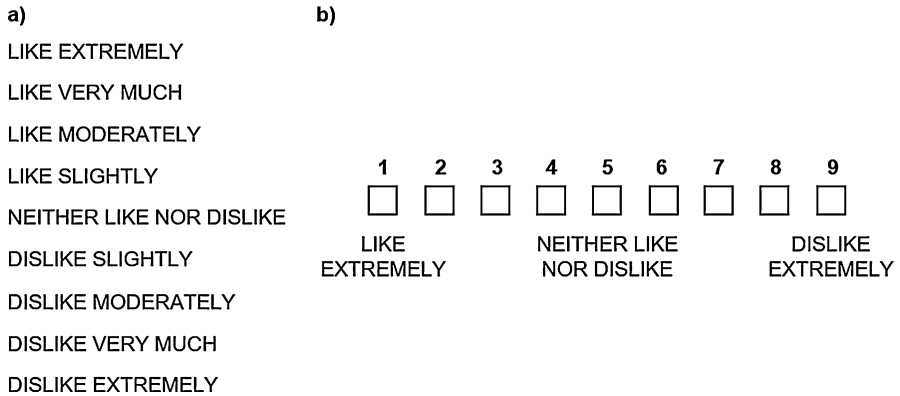 a)
LIKE EXTREMELY
LIKE VERY MUCH
LIKE MODERATELY
LIKE SLIGHTLY
NEITHER LIKE NOR DISLIKE
DISLIKE SLIGHTLY
DISLIKE MODERATELY
DISLIKE VERY MUCH
DISLIKE EXTREMELY
b)
1 2 3 4 5 6 7 8 9
LIKE NEITHER LIKE DISLIKE
EXTREMELY NOR DISLIKE EXTREMELY